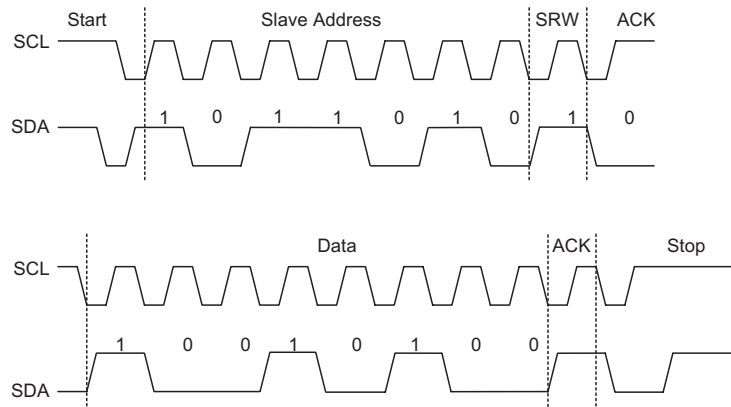 Start Slave Address SRW ACK
SCL
1 0 1 1 0 1 0 1 0
SDA
Data ACK Stop
SCL
1 0 0 1 0 1 0 0
SDA